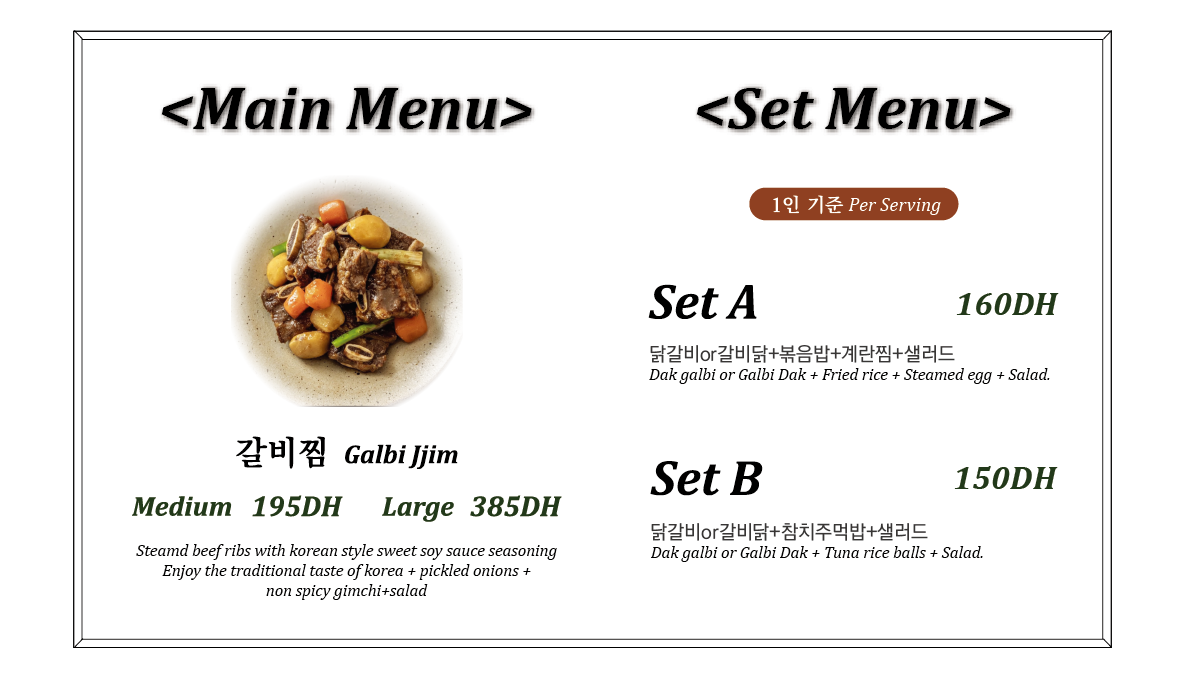 <Main Menu>
갈비찜 Galbi Jjim
Medium 195DH Large 385DH
Steamd beef ribs with korean style sweet soy sauce seasoning
Enjoy the traditional taste of korea + pickled onions +
non spicy gimchi+salad
<Set Menu>
1인 기준 Per Serving
Set A 160DH
닭갈비or갈비닭+볶음밥+계란찜+샐러드
Dak galbi or Galbi Dak + Fried rice + Steamed egg + Salad.
Set B 150DH
닭갈비or갈비닭+참치주먹밥+샐러드
Dak galbi or Galbi Dak + Tuna rice balls + Salad.